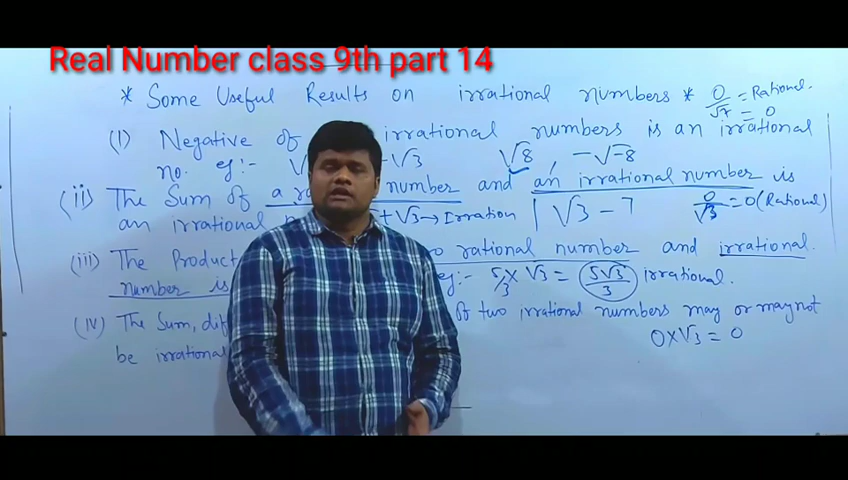 Real Number class 9th part 14
* Some Useful Results on irrational numbers * 0/√7 = Rational.
= 0
(1) Negative of irrational numbers is an irrational
no. eg:- √3 √8, -√-8
(ii) The Sum of a number and an irrational number is
an irrational + √3 → Irration | √3 - 7 0/√3 = 0 (Rational)
(iii) The Product rational number and irrational.
number is eg:- 5/3 × √3 = 5√3/3 irrational.
(iv) The Sum, of two irrational numbers may or may not
be irrational 0×√3 = 0